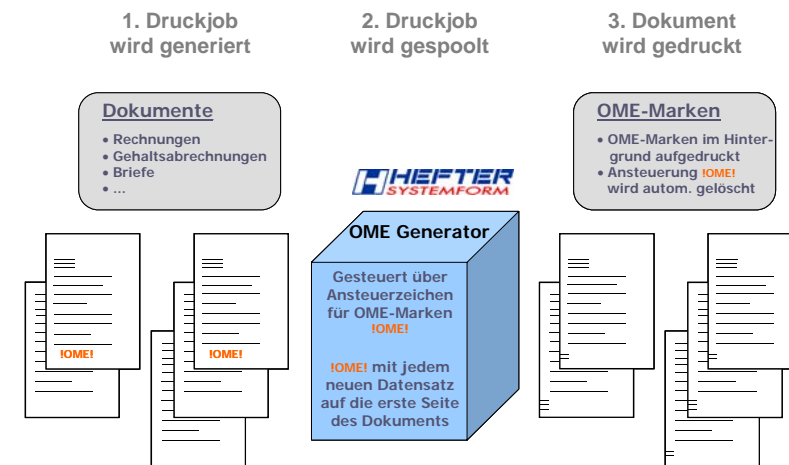 1. Druckjob
wird generiert
2. Druckjob
wird gespoolt
3. Dokument
wird gedruckt
Dokumente
• Rechnungen
• Gehaltsabrechnungen
• Briefe
• ...
HEFTER
SYSTEMFORM
OME-Marken
• OME-Marken im Hinter-
grund aufgedruckt
• Ansteuerung !OME!
wird autom. gelöscht
OME Generator
Gesteuert über
Ansteuerzeichen
für OME-Marken
!OME!
!OME! mit jedem
neuen Datensatz
auf die erste Seite
des Dokuments
!OME!
!OME!